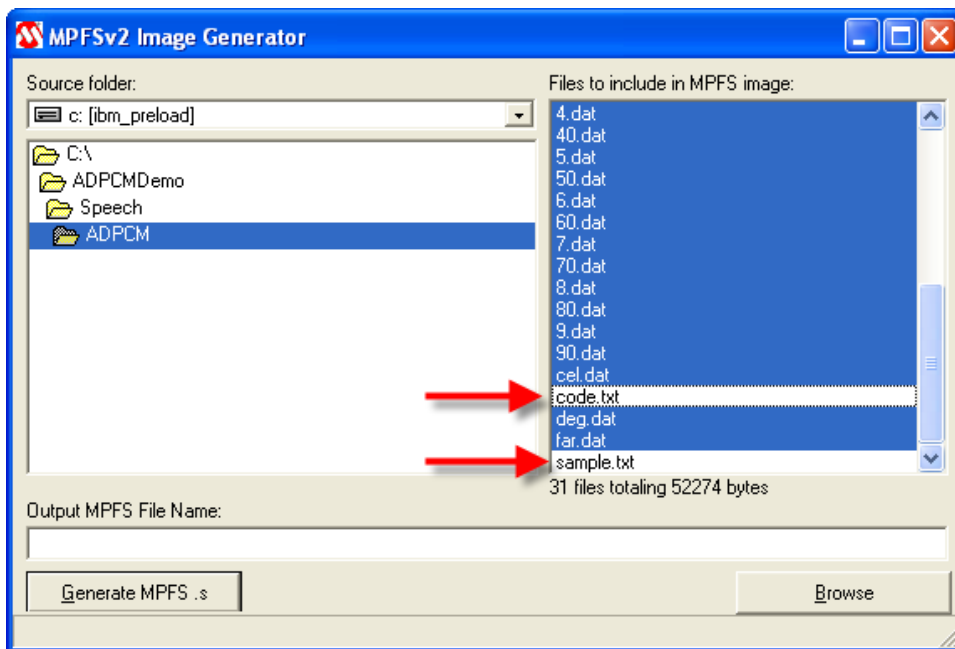 MPFSv2 Image Generator
Source folder:
c: [ibm_preload]
C:\
ADPCMDemo
Speech
ADPCM
Files to include in MPFS image:
4.dat
40.dat
5.dat
50.dat
6.dat
60.dat
7.dat
70.dat
8.dat
80.dat
9.dat
90.dat
cel.dat
code.txt
deg.dat
far.dat
sample.txt
31 files totaling 52274 bytes
Output MPFS File Name:
Generate MPFS .s
Browse